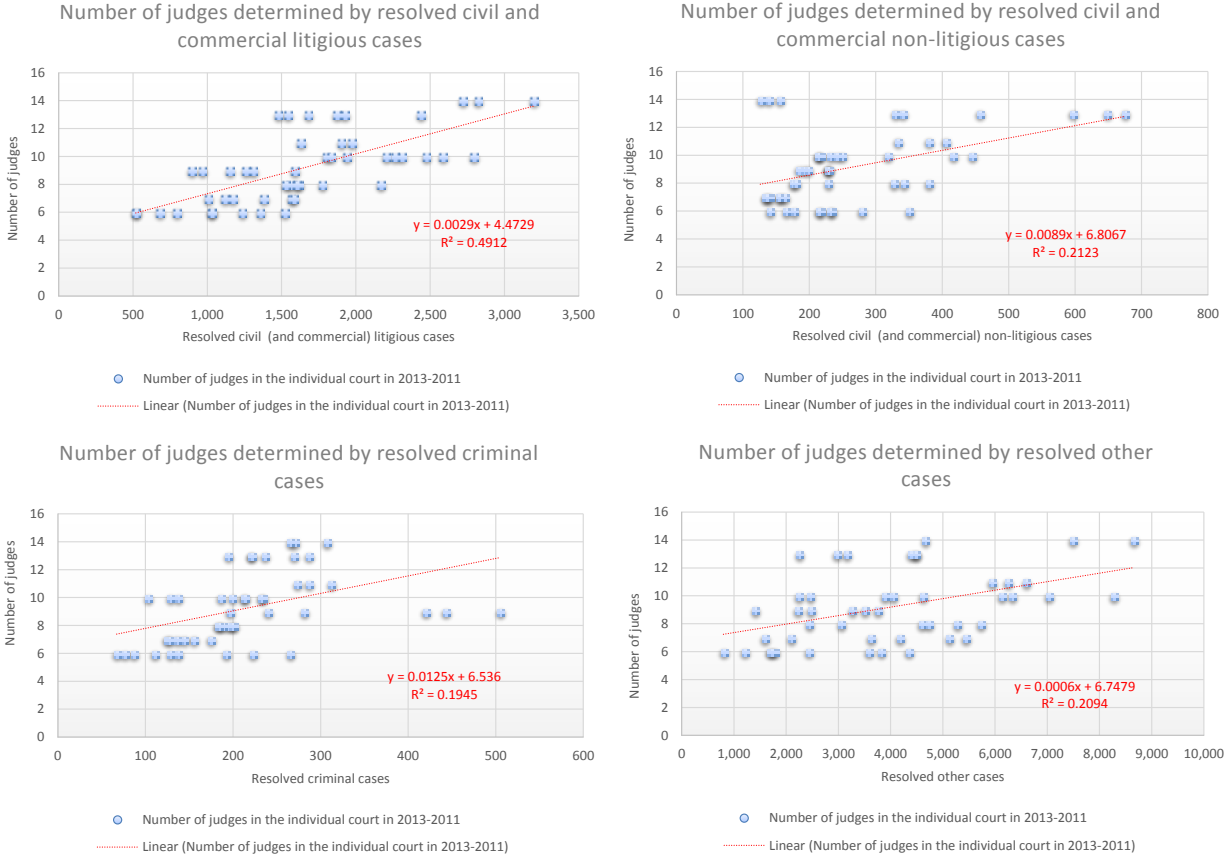 Number of judges determined by resolved civil and
commercial litigious cases
16
14
12
10
8
6
4
2
0
Number of judges
y = 0.0029x + 4.4729
R² = 0.4912
0 500 1,000 1,500 2,000 2,500 3,000 3,500
Resolved civil (and commercial) litigious cases
Number of judges in the individual court in 2013-2011
Linear (Number of judges in the individual court in 2013-2011)
Number of judges determined by resolved civil and
commercial non-litigious cases
16
14
12
10
8
6
4
2
0
Number of judges
y = 0.0089x + 6.8067
R² = 0.2123
0 100 200 300 400 500 600 700 800
Resolved civil (and commercial) non-litigious cases
Number of judges in the individual court in 2013-2011
Linear (Number of judges in the individual court in 2013-2011)
Number of judges determined by resolved criminal
cases
16
14
12
10
8
6
4
2
0
Number of judges
y = 0.0125x + 6.536
R² = 0.1945
0 100 200 300 400 500 600
Resolved criminal cases
Number of judges in the individual court in 2013-2011
Linear (Number of judges in the individual court in 2013-2011)
Number of judges determined by resolved other
cases
16
14
12
10
8
6
4
2
0
Number of judges
y = 0.0006x + 6.7479
R² = 0.2094
0 1,000 2,000 3,000 4,000 5,000 6,000 7,000 8,000 9,000 10,000
Resolved other cases
Number of judges in the individual court in 2013-2011
Linear (Number of judges in the individual court in 2013-2011)